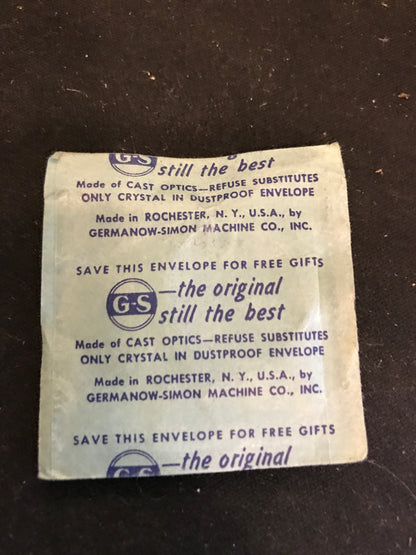 G-S —the original
still the best
Made of CAST OPTICS—REFUSE SUBSTITUTES
ONLY CRYSTAL IN DUSTPROOF ENVELOPE
Made in ROCHESTER, N. Y., U.S.A., by
GERMANOW-SIMON MACHINE CO., INC.
SAVE THIS ENVELOPE FOR FREE GIFTS
G-S —the original
still the best
Made of CAST OPTICS—REFUSE SUBSTITUTES
ONLY CRYSTAL IN DUSTPROOF ENVELOPE
Made in ROCHESTER, N. Y., U.S.A., by
GERMANOW-SIMON MACHINE CO., INC.
SAVE THIS ENVELOPE FOR FREE GIFTS
G-S —the original